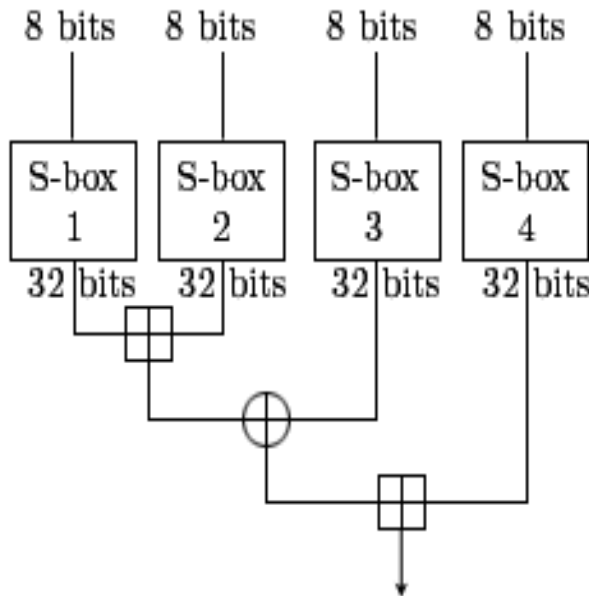 8 bits 8 bits 8 bits 8 bits
S-box S-box S-box S-box
1 2 3 4
32 bits 32 bits 32 bits 32 bits